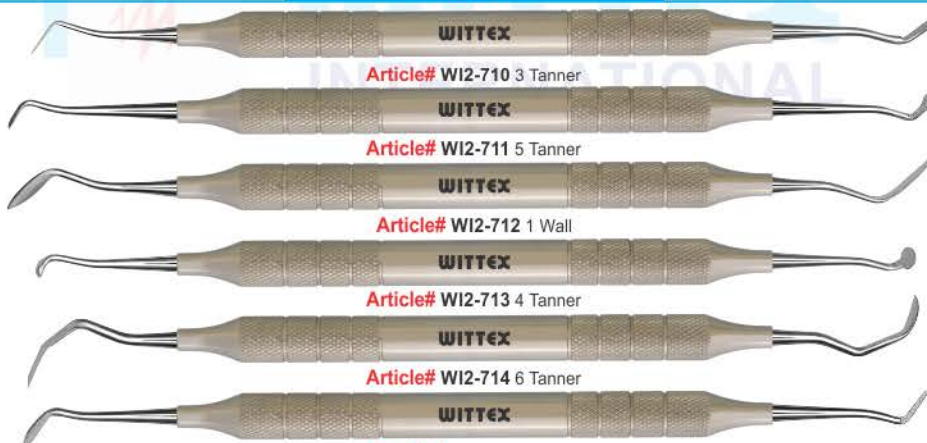 WITTEX
Article# WI2-710 3 Tanner
INTERNATIONAL
WITTEX
Article# WI2-711 5 Tanner
WITTEX
Article# WI2-712 1 Wall
WITTEX
Article# WI2-713 4 Tanner
WITTEX
Article# WI2-714 6 Tanner
WITTEX